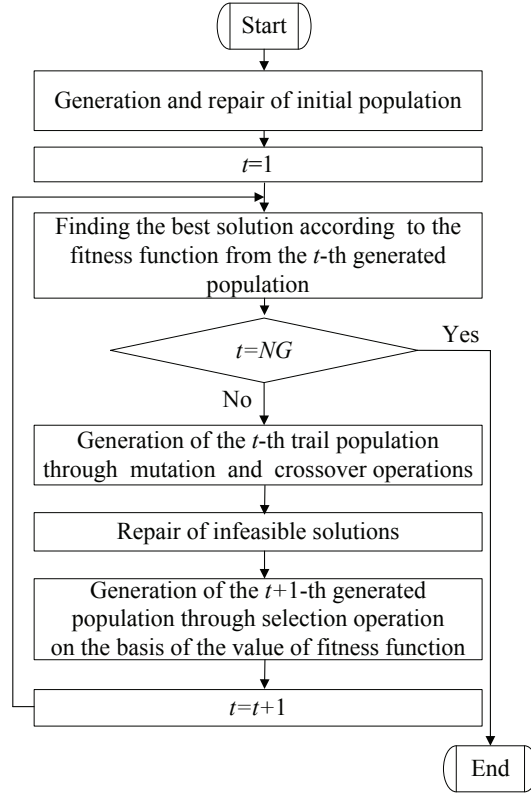 Start
Generation and repair of initial population
t=1
Finding the best solution according to the
fitness function from the t-th generated
population
t=NG
Yes
No
Generation of the t-th trail population
through mutation and crossover operations
Repair of infeasible solutions
Generation of the t+1-th generated
population through selection operation
on the basis of the value of fitness function
t=t+1
End